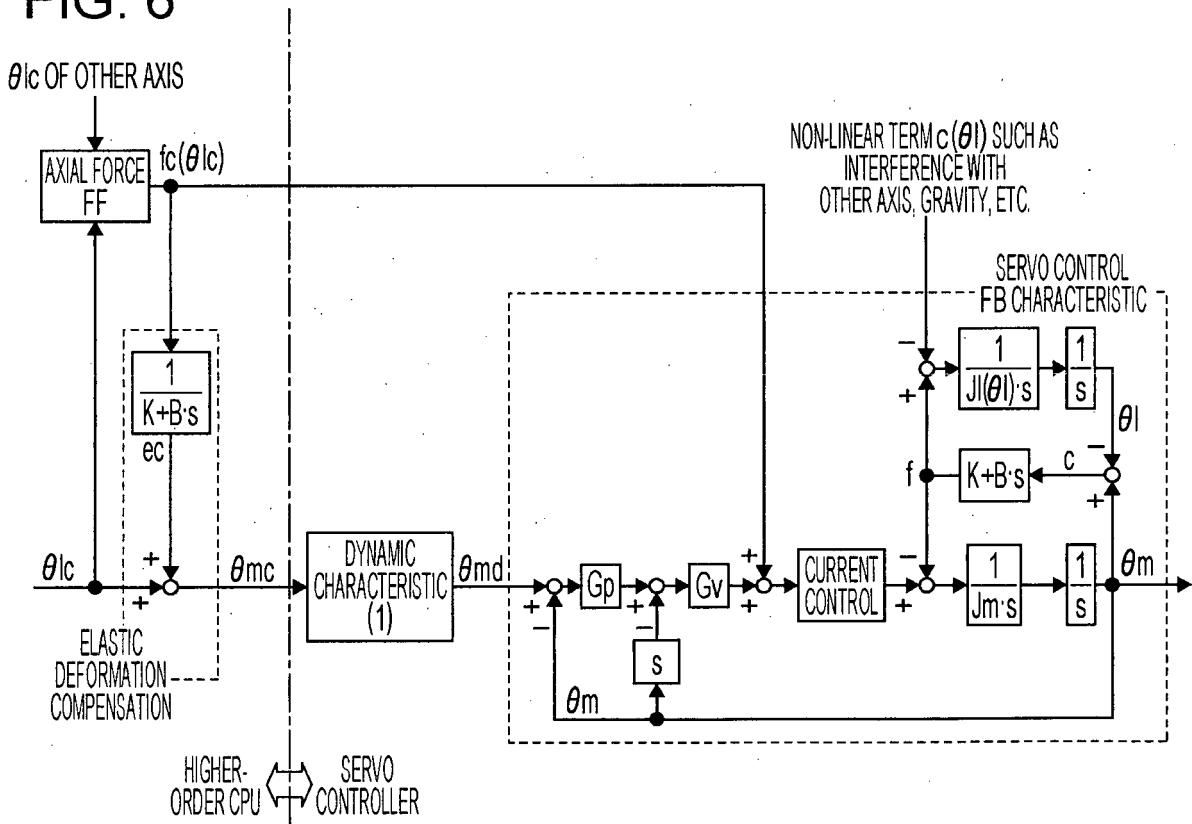 FIG. 6
θlc OF OTHER AXIS
AXIAL FORCE
FF
fc(θlc)
NON-LINEAR TERM c(θl) SUCH AS
INTERFERENCE WITH
OTHER AXIS, GRAVITY, ETC.
SERVO CONTROL
FB CHARACTERISTIC
1
K+B·s
ec
−
+
1
Jl(θl)·s
1
s
θl
−
f
K+B·s
c
+
θlc
+
+
θmc
DYNAMIC
CHARACTERISTIC
(1)
θmd
+
−
Gp
+
−
Gv
+
+
CURRENT
CONTROL
−
+
1
Jm·s
1
s
θm
s
θm
ELASTIC
DEFORMATION
COMPENSATION
HIGHER-
ORDER CPU
SERVO
CONTROLLER